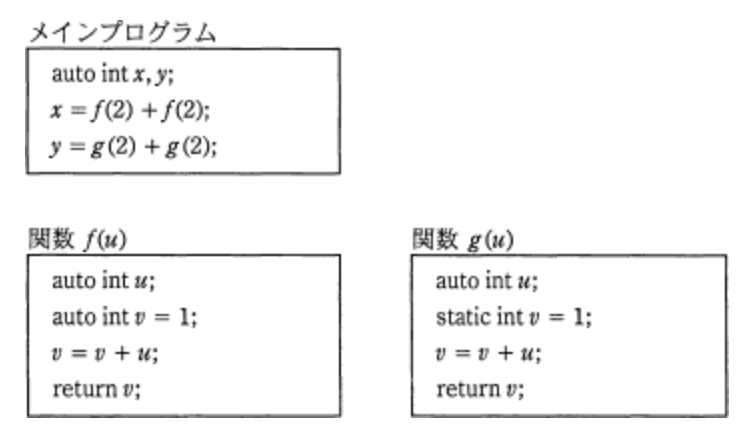 メインプログラム
auto int x, y;
x = f(2) + f(2);
y = g(2) + g(2);
関数 f(u)
auto int u;
auto int v = 1;
v = v + u;
return v;
関数 g(u)
auto int u;
static int v = 1;
v = v + u;
return v;